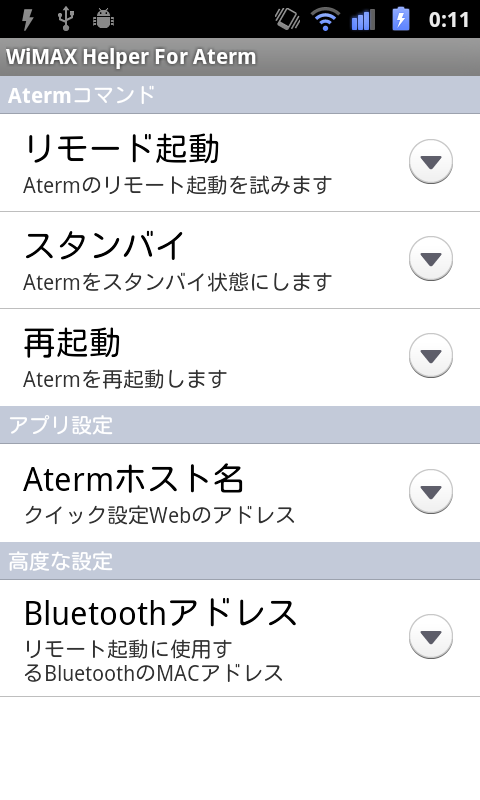 0:11
WiMAX Helper For Aterm
Atermコマンド
リモード起動
Atermのリモート起動を試みます
スタンバイ
Atermをスタンバイ状態にします
再起動
Atermを再起動します
アプリ設定
Atermホスト名
クイック設定Webのアドレス
高度な設定
Bluetoothアドレス
リモート起動に使用す
るBluetoothのMACアドレス